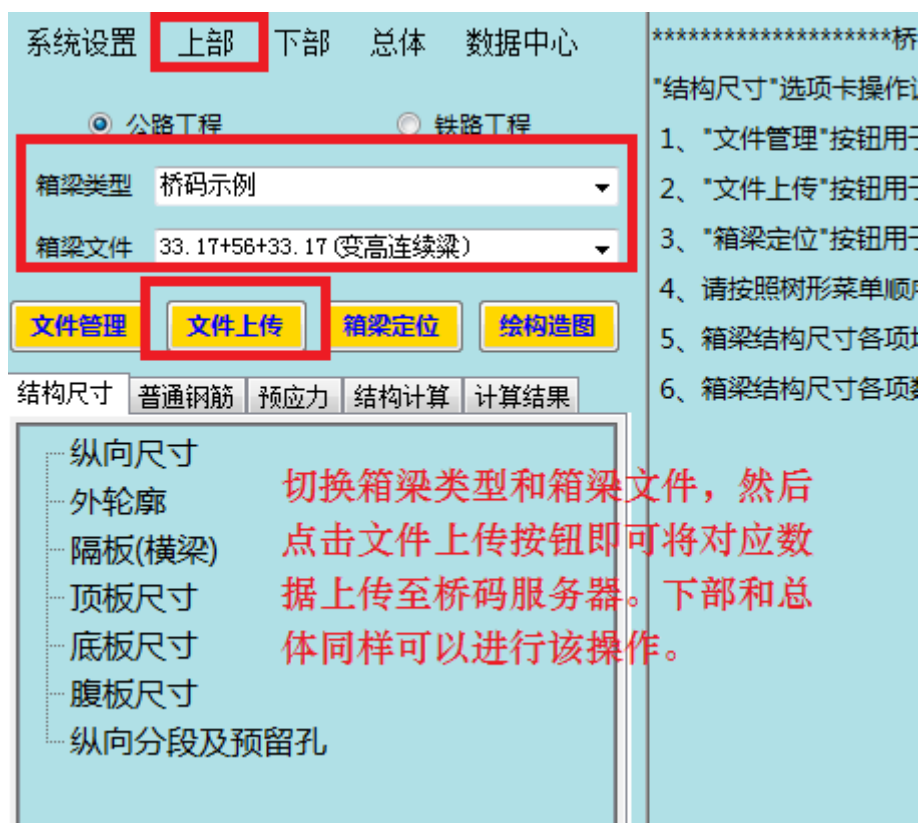 系统设置 上部 下部 总体 数据中心
公路工程 铁路工程
箱梁类型 桥码示例
箱梁文件 33.17+56+33.17(变高连续梁)
文件管理 文件上传 箱梁定位 绘构造图
结构尺寸 普通钢筋 预应力 结构计算 计算结果
纵向尺寸
外轮廓
隔板(横梁)
顶板尺寸
底板尺寸
腹板尺寸
纵向分段及预留孔
切换箱梁类型和箱梁文件，然后
点击文件上传按钮即可将对应数
据上传至桥码服务器。下部和总
体同样可以进行该操作。
********************桥
"结构尺寸"选项卡操作
1、"文件管理"按钮用于
2、"文件上传"按钮用于
3、"箱梁定位"按钮用于
4、请按照树形菜单顺序
5、箱梁结构尺寸各项
6、箱梁结构尺寸各项数